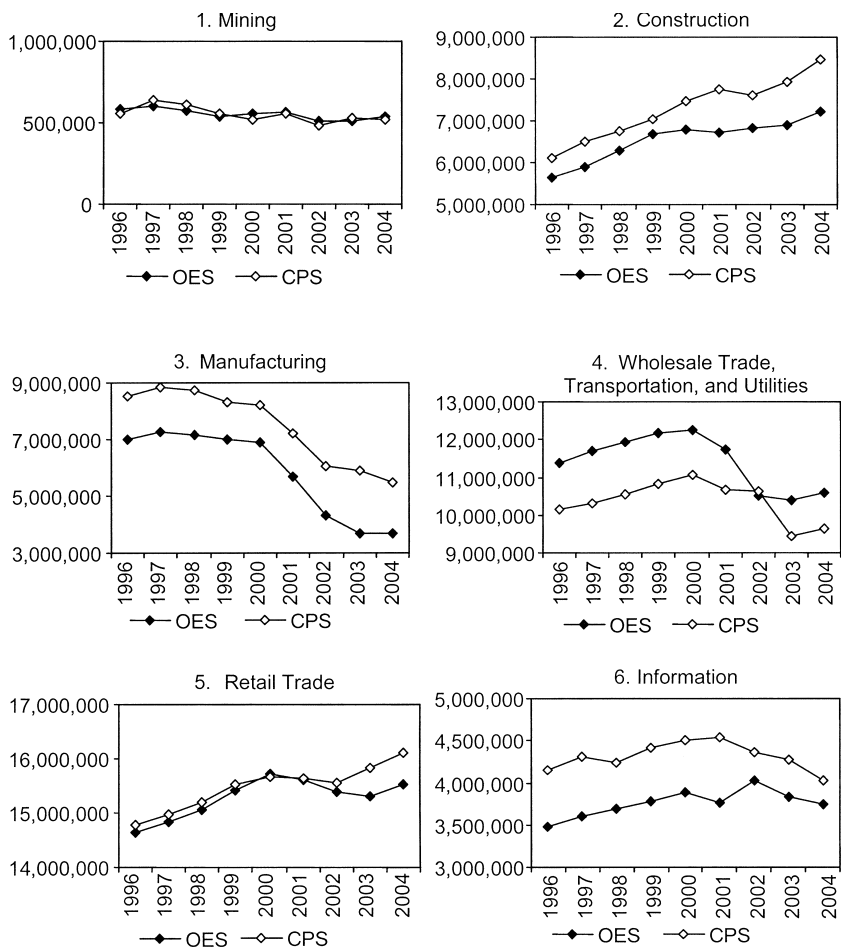 1. Mining
1,000,000
500,000
0
1996 1997 1998 1999 2000 2001 2002 2003 2004
OES CPS
2. Construction
9,000,000
8,000,000
7,000,000
6,000,000
5,000,000
1996 1997 1998 1999 2000 2001 2002 2003 2004
OES CPS
3. Manufacturing
9,000,000
7,000,000
5,000,000
3,000,000
1996 1997 1998 1999 2000 2001 2002 2003 2004
OES CPS
4. Wholesale Trade,
Transportation, and Utilities
13,000,000
12,000,000
11,000,000
10,000,000
9,000,000
1996 1997 1998 1999 2000 2001 2002 2003 2004
OES CPS
5. Retail Trade
17,000,000
16,000,000
15,000,000
14,000,000
1996 1997 1998 1999 2000 2001 2002 2003 2004
OES CPS
6. Information
5,000,000
4,500,000
4,000,000
3,500,000
3,000,000
1996 1997 1998 1999 2000 2001 2002 2003 2004
OES CPS